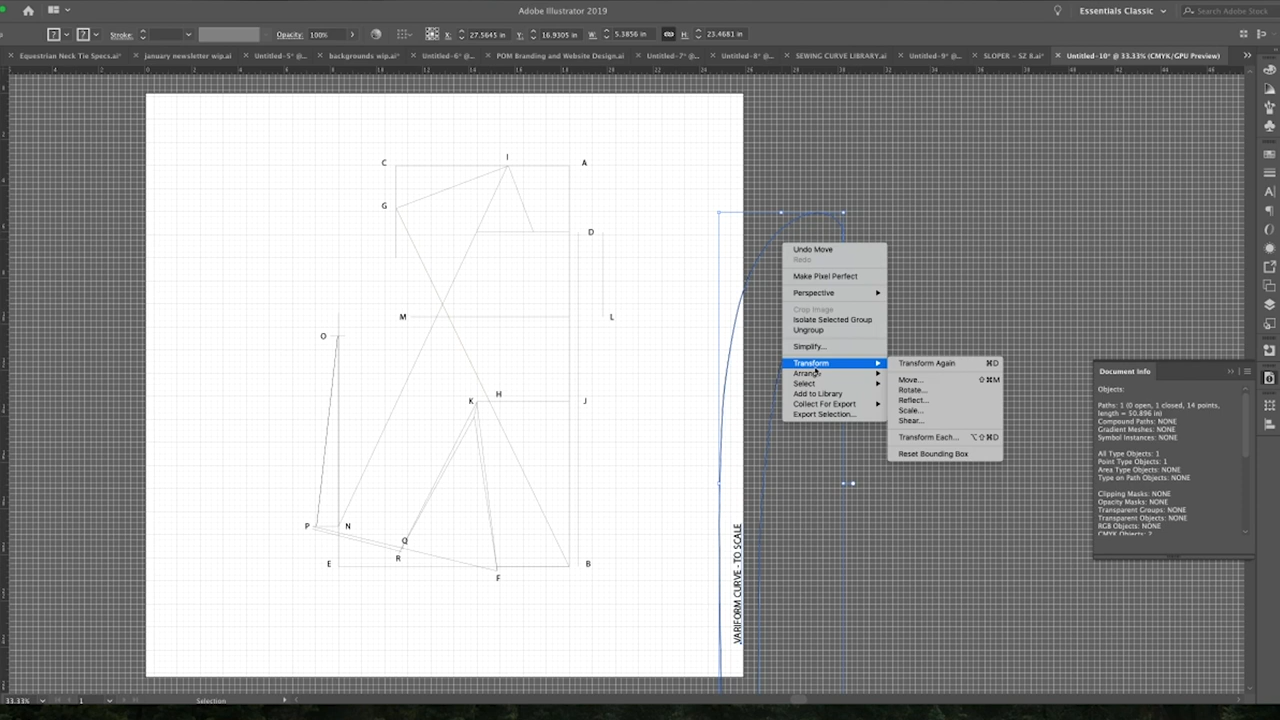 Adobe Illustrator 2019
Essentials Classic
Search Adobe Stock
Stroke:
Opacity: 100%
X: 27.5645 in
Y: 16.9305 in
W: 5.3856 in
H: 23.4681 in
Equestrian Neck Tie Specs.ai*
january newsletter wip.ai
Untitled-5* @...
backgrounds wip.ai*
Untitled-6* @...
POM Branding and Website Design.ai
Untitled-7* @...
Untitled-8* @...
SEWING CURVE LIBRARY.ai
Untitled-9* @...
SLOPER - SZ 8.ai*
Untitled-10* @ 33.33% (CMYK/GPU Preview)
C
I
A
G
D
M
L
O
K
H
J
P
N
Q
R
E
B
F
VARIFORM CURVE - TO SCALE
Undo Move
Redo
Make Pixel Perfect
Perspective
Crop Image
Isolate Selected Group
Ungroup
Simplify...
Transform
Arrange
Select
Add to Library
Collect For Export
Export Selection...
Transform Again ⌘D
Move... ⇧⌘M
Rotate...
Reflect...
Scale...
Shear...
Transform Each... ⌥⇧⌘D
Reset Bounding Box
Document Info
Objects:
Paths: 1 (0 open, 1 closed, 14 points,
length = 50.896 in)
Compound Paths: NONE
Gradient Meshes: NONE
Symbol Instances: NONE
All Type Objects: 1
Point Type Objects: 1
Area Type Objects: NONE
Type on Path Objects: NONE
Clipping Masks: NONE
Opacity Masks: NONE
Transparent Groups: NONE
Transparent Objects: NONE
RGB Objects: NONE
CMYK Objects: 2
33.33%
1
Selection